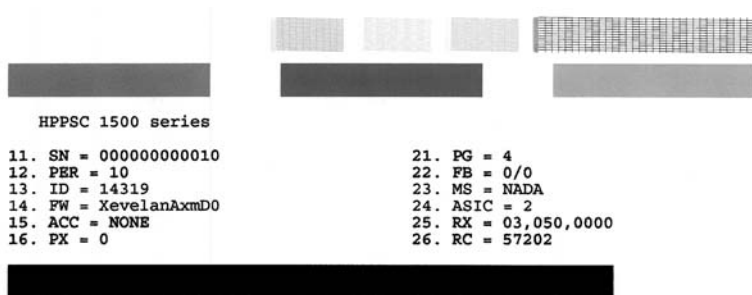 HPPSC 1500 series
11. SN = 000000000010
12. PER = 10
13. ID = 14319
14. FW = XevelanAxmD0
15. ACC = NONE
16. PX = 0
21. PG = 4
22. FB = 0/0
23. MS = NADA
24. ASIC = 2
25. RX = 03,050,0000
26. RC = 57202